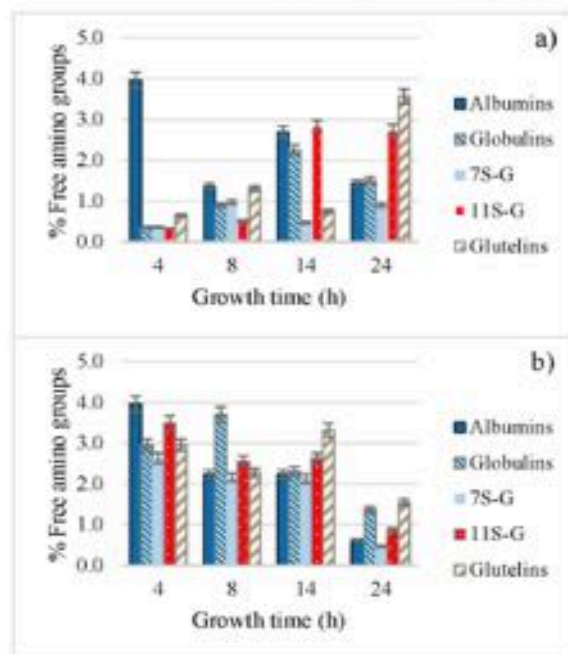 a)
5.0
4.0
3.0
2.0
1.0
0.0
% Free amino groups
4 8 14 24
Growth time (h)
Albumins
Globulins
7S-G
11S-G
Glutelins
b)
5.0
4.0
3.0
2.0
1.0
0.0
% Free amino groups
4 8 14 24
Growth time (h)
Albumins
Globulins
7S-G
11S-G
Glutelins